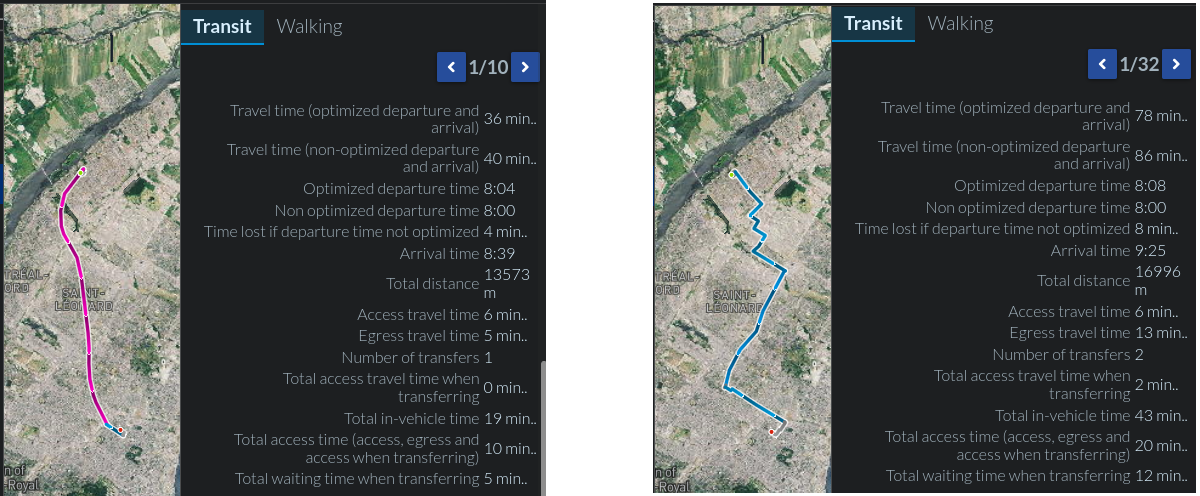 Transit Walking
1/10
Travel time (optimized departure and
arrival) 36 min..
Travel time (non-optimized departure
and arrival) 40 min..
Optimized departure time 8:04
Non optimized departure time 8:00
Time lost if departure time not optimized 4 min..
Arrival time 8:39
Total distance 13573
m
Access travel time 6 min..
Egress travel time 5 min..
Number of transfers 1
Total access travel time when
transferring 0 min..
Total in-vehicle time 19 min..
Total access time (access, egress and
access when transferring) 10 min..
Total waiting time when transferring 5 min..
TRÉAL-
ORD
SAINT-
LÉONARD
n of
-Royal
Transit Walking
1/32
Travel time (optimized departure and
arrival) 78 min..
Travel time (non-optimized departure
and arrival) 86 min..
Optimized departure time 8:08
Non optimized departure time 8:00
Time lost if departure time not optimized 8 min..
Arrival time 9:25
Total distance 16996
m
Access travel time 6 min..
Egress travel time 13 min..
Number of transfers 2
Total access travel time when
transferring 2 min..
Total in-vehicle time 43 min..
Total access time (access, egress and
access when transferring) 20 min..
Total waiting time when transferring 12 min..
TRÉAL-
ORD
SAINT-
LÉONARD
n of
-Royal